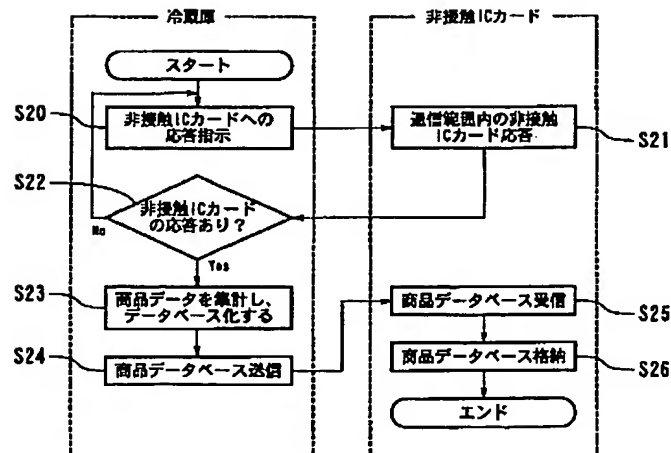 冷蔵庫
非接触ICカード
スタート
S20
非接触ICカードへの
応答指示
通信範囲内の非接触
ICカード応答
S21
S22
非接触ICカード
の応答あり?
No
Yes
S23
商品データを集計し、
データベース化する
商品データベース受信
S25
S24
商品データベース送信
商品データベース格納
S26
エンド